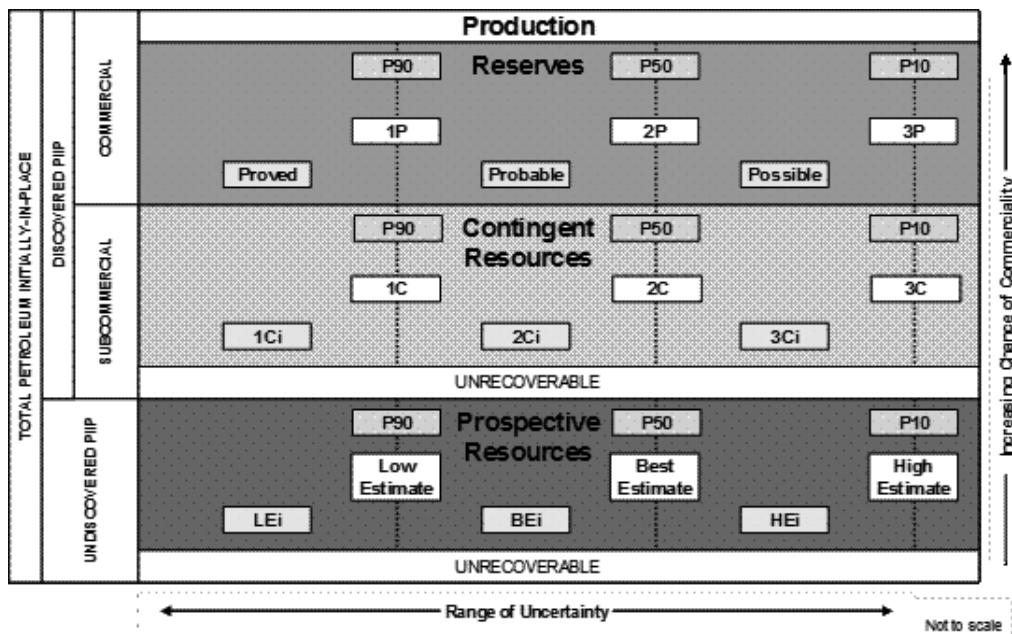 Production
TOTAL PETROLEUM INITIALLY-IN-PLACE
DISCOVERED PIIP
COMMERCIAL
P90 Reserves P50 P10
1P 2P 3P
Proved Probable Possible
SUBCOMMERCIAL
P90 Contingent P50 P10
Resources
1C 2C 3C
1Ci 2Ci 3Ci
UNRECOVERABLE
UNDISCOVERED PIIP
P90 Prospective P50 P10
Resources
Low Best High
Estimate Estimate Estimate
LEi BEi HEi
UNRECOVERABLE
Increasing Chance of Commerciality
Range of Uncertainty
Not to scale